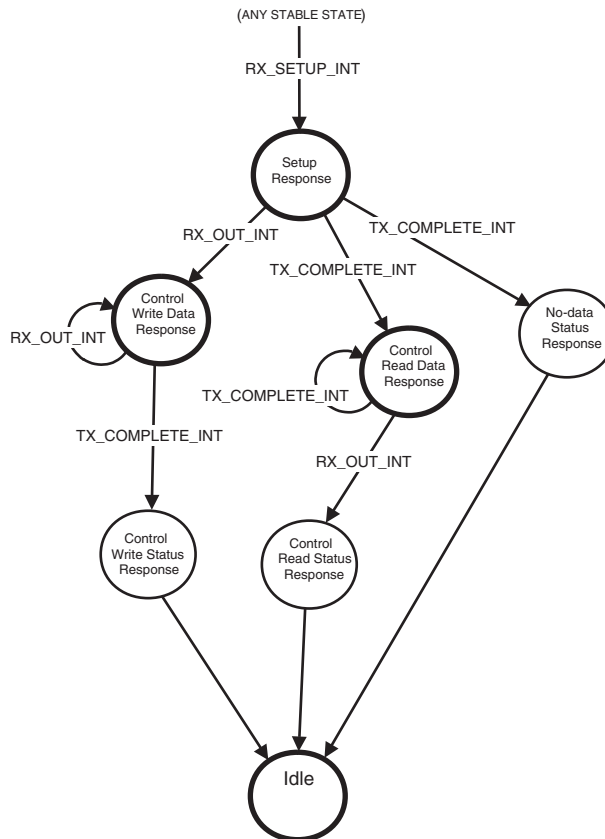 (ANY STABLE STATE)
RX_SETUP_INT
Setup
Response
RX_OUT_INT
TX_COMPLETE_INT
TX_COMPLETE_INT
Control
Write Data
Response
RX_OUT_INT
No-data
Status
Response
Control
Read Data
Response
TX_COMPLETE_INT
TX_COMPLETE_INT
RX_OUT_INT
Control
Write Status
Response
Control
Read Status
Response
Idle